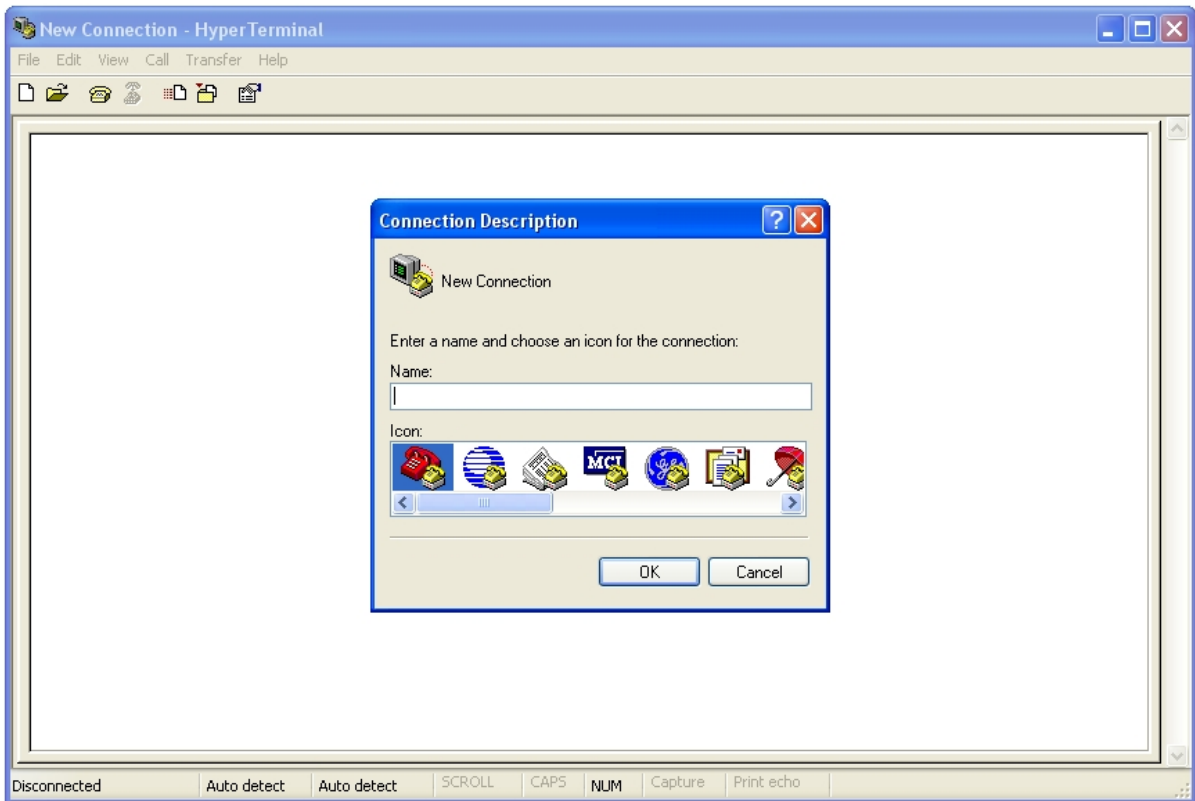 New Connection - HyperTerminal
File Edit View Call Transfer Help
Connection Description
New Connection
Enter a name and choose an icon for the connection:
Name:
Icon:
MCI
OK Cancel
Disconnected Auto detect Auto detect SCROLL CAPS NUM Capture Print echo